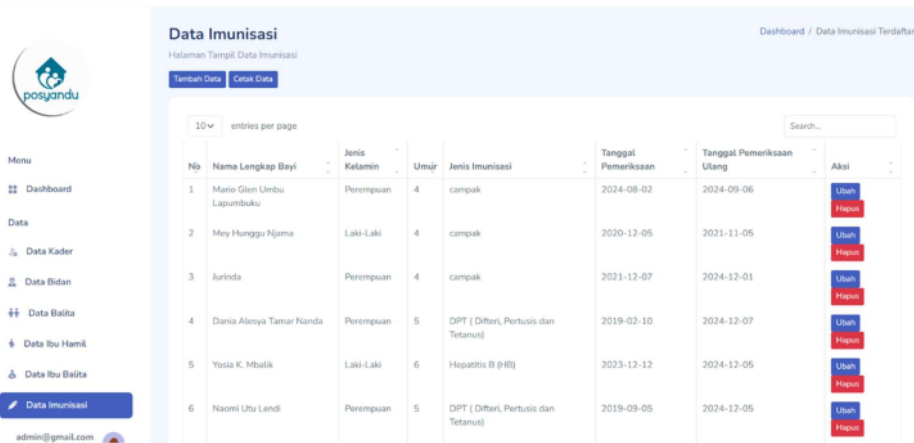 posyandu
Menu
Dashboard
Data
Data Kader
Data Bidan
Data Balita
Data Ibu Hamil
Data Ibu Balita
Data Imunisasi
admin@gmail.com
Data Imunisasi
Dashboard / Data Imunisasi Terdaftar
Halaman Tampil Data Imunisasi
Tambah Data Cetak Data
10 entries per page Search...
No Nama Lengkap Bayi Jenis Kelamin Umur Jenis Imunisasi Tanggal Pemeriksaan Tanggal Pemeriksaan Ulang Aksi
1 Mario Glen Umbu Lapumbuku Perempuan 4 campak 2024-08-02 2024-09-06 Ubah Hapus
2 Mey Hunggu Njama Laki-Laki 4 campak 2020-12-05 2021-11-05 Ubah Hapus
3 Jurinda Perempuan 4 campak 2021-12-07 2024-12-01 Ubah Hapus
4 Dania Alesya Tamar Nanda Perempuan 5 DPT ( Difteri, Pertusis dan Tetanus) 2019-02-10 2024-12-07 Ubah Hapus
5 Yosia K. Mbalik Laki-Laki 6 Hepatitis B (HB) 2023-12-12 2024-12-05 Ubah Hapus
6 Naomi Utu Lendi Perempuan 5 DPT ( Difteri, Pertusis dan Tetanus) 2019-09-05 2024-12-05 Ubah Hapus